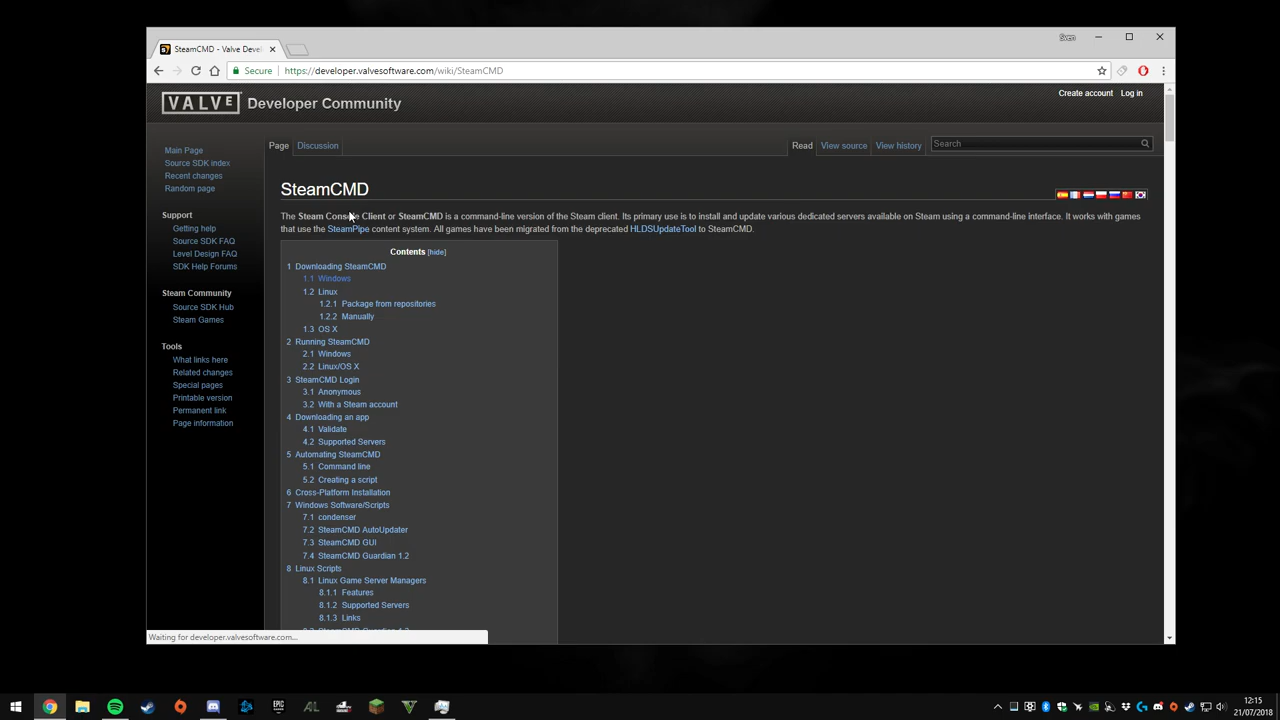 SteamCMD - Valve Devel
Sven
Secure https://developer.valvesoftware.com/wiki/SteamCMD
VALVE Developer Community
Create account Log in
Page Discussion Read View source View history Search
Main Page
Source SDK index
Recent changes
Random page
Support
Getting help
Source SDK FAQ
Level Design FAQ
SDK Help Forums
Steam Community
Source SDK Hub
Steam Games
Tools
What links here
Related changes
Special pages
Printable version
Permanent link
Page information
SteamCMD
The Steam Console Client or SteamCMD is a command-line version of the Steam client. Its primary use is to install and update various dedicated servers available on Steam using a command-line interface. It works with games
that use the SteamPipe content system. All games have been migrated from the deprecated HLDSUpdateTool to SteamCMD.
Contents [hide]
1 Downloading SteamCMD
1.1 Windows
1.2 Linux
1.2.1 Package from repositories
1.2.2 Manually
1.3 OS X
2 Running SteamCMD
2.1 Windows
2.2 Linux/OS X
3 SteamCMD Login
3.1 Anonymous
3.2 With a Steam account
4 Downloading an app
4.1 Validate
4.2 Supported Servers
5 Automating SteamCMD
5.1 Command line
5.2 Creating a script
6 Cross-Platform Installation
7 Windows Software/Scripts
7.1 condenser
7.2 SteamCMD AutoUpdater
7.3 SteamCMD GUI
7.4 SteamCMD Guardian 1.2
8 Linux Scripts
8.1 Linux Game Server Managers
8.1.1 Features
8.1.2 Supported Servers
8.1.3 Links
Waiting for developer.valvesoftware.com...
EPIC GAMES
12:15
21/07/2018